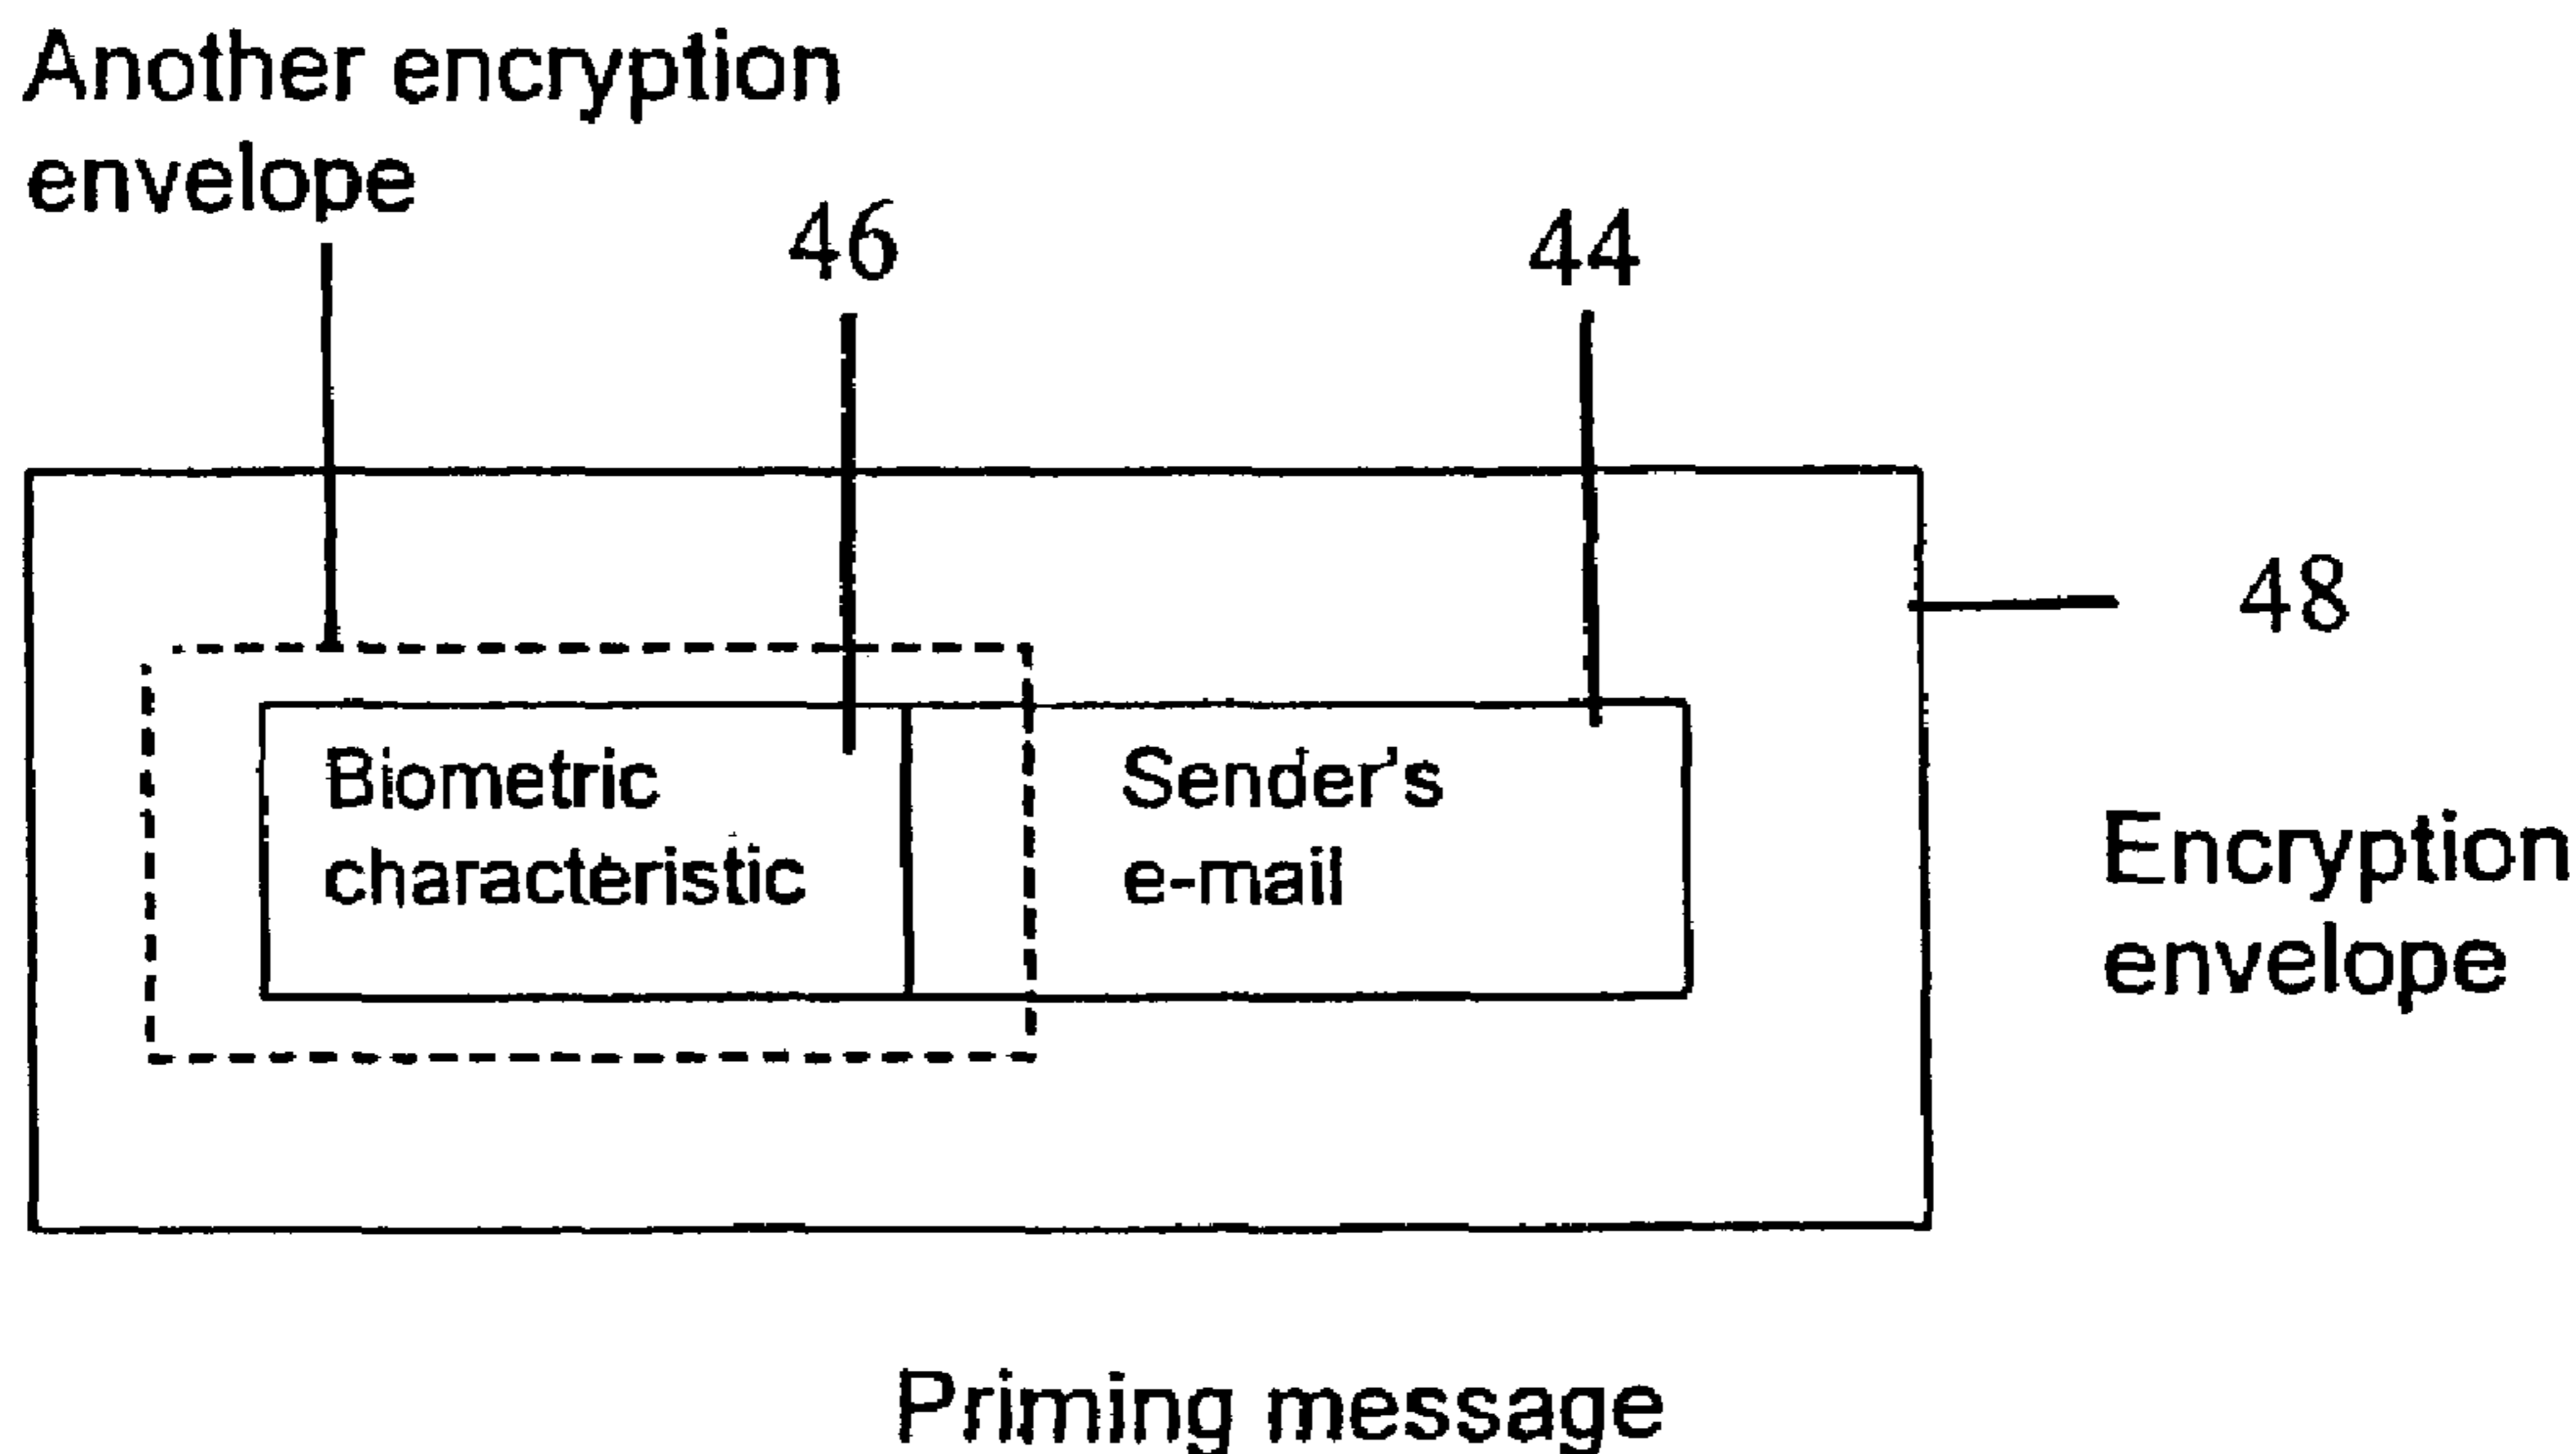 Another encryption
envelope
46
44
48
Biometric
characteristic
Sender's
e-mail
Encryption
envelope
Priming message